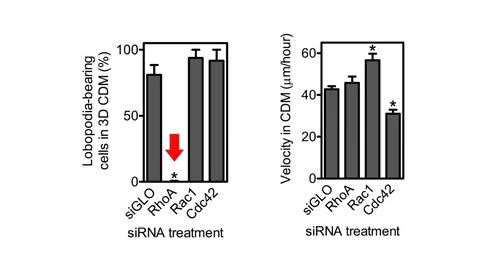 Lobopodia-bearing
cells in 3D CDM (%)
100
50
0
*
siGLO
RhoA
Rac1
Cdc42
siRNA treatment
Velocity in CDM (μm/hour)
60
40
20
0
*
*
siGLO
RhoA
Rac1
Cdc42
siRNA treatment